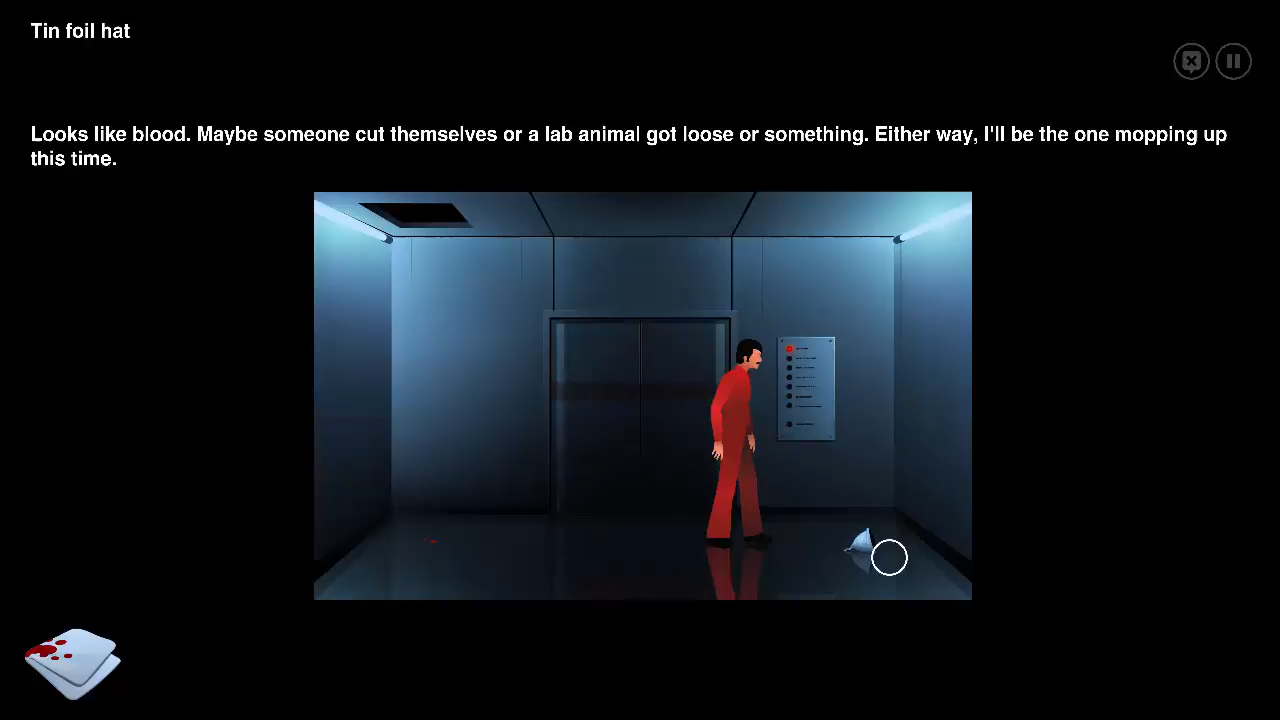 Tin foil hat
Looks like blood. Maybe someone cut themselves or a lab animal got loose or something. Either way, I'll be the one mopping up
this time.